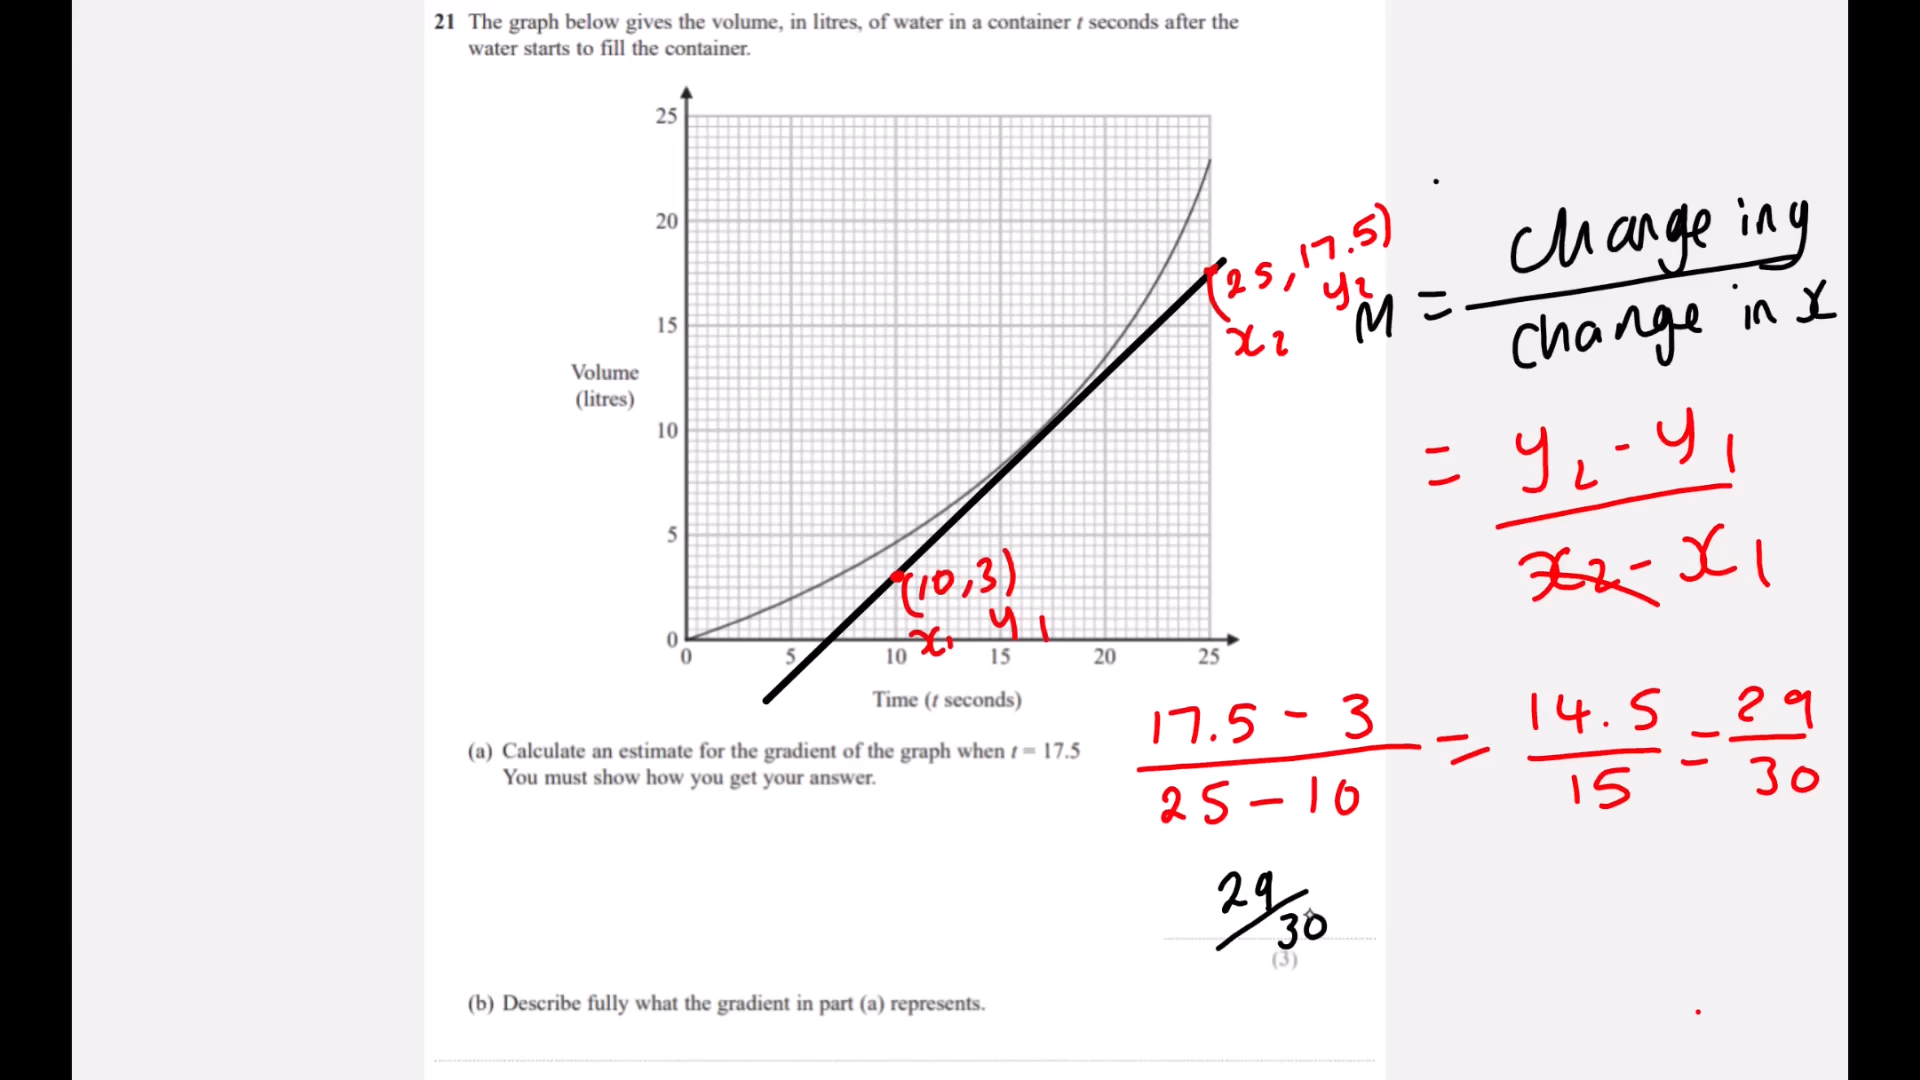 21 The graph below gives the volume, in litres, of water in a container t seconds after the
water starts to fill the container.
25
20
15
10
5
0
Volume
(litres)
0 5 10 15 20 25
Time (t seconds)
(25, 17.5)
x2 y2
(10,3)
x1 y1
M = change in y
change in x
= y2 - y1
x2 - x1
17.5 - 3 = 14.5 = 29
25 - 10 15 30
(a) Calculate an estimate for the gradient of the graph when t = 17.5
You must show how you get your answer.
29/30
(3)
(b) Describe fully what the gradient in part (a) represents.